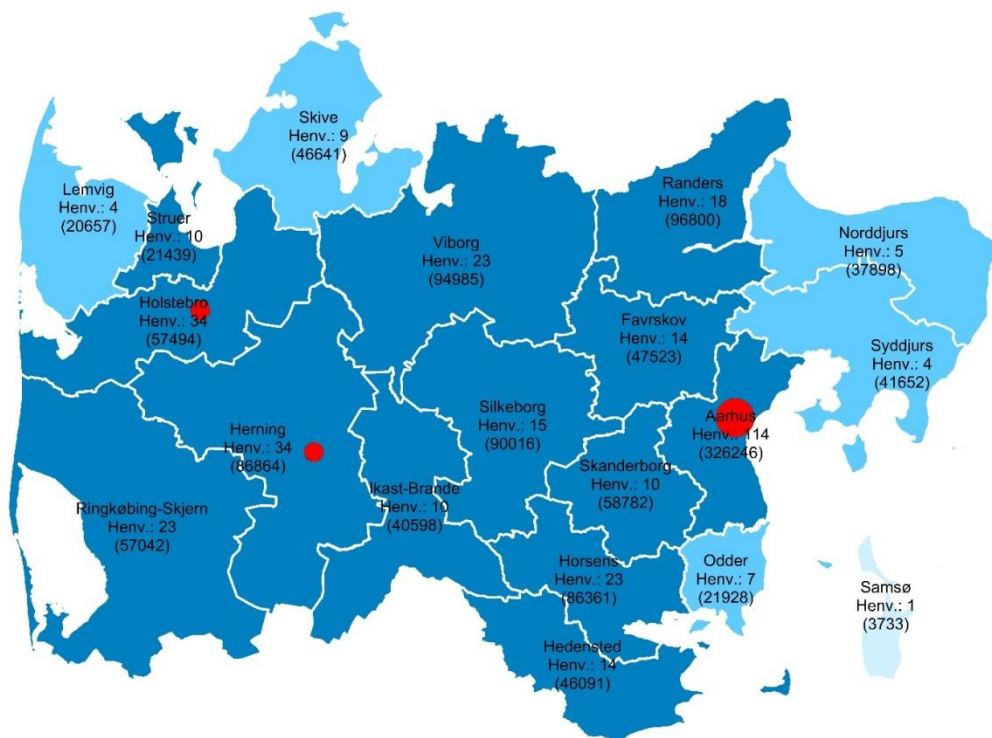 Skive
Henv.: 9
(46641)
Lemvig
Henv.: 4
(20657)
Struer
Henv.: 10
(21439)
Randers
Henv.: 18
(96800)
Viborg
Henv.: 23
(94985)
Norddjurs
Henv.: 5
(37898)
Holstebro
Henv.: 34
(57494)
Favrskov
Henv.: 14
(47523)
Syddjurs
Henv.: 4
(41652)
Silkeborg
Henv.: 15
(90016)
Aarhus
Henv.: 114
(326246)
Herning
Henv.: 34
(86864)
Skanderborg
Henv.: 10
(58782)
Ikast-Brande
Henv.: 10
(40598)
Ringkøbing-Skjern
Henv.: 23
(57042)
Horsens
Henv.: 23
(86361)
Odder
Henv.: 7
(21928)
Samsø
Henv.: 1
(3733)
Hedensted
Henv.: 14
(46091)